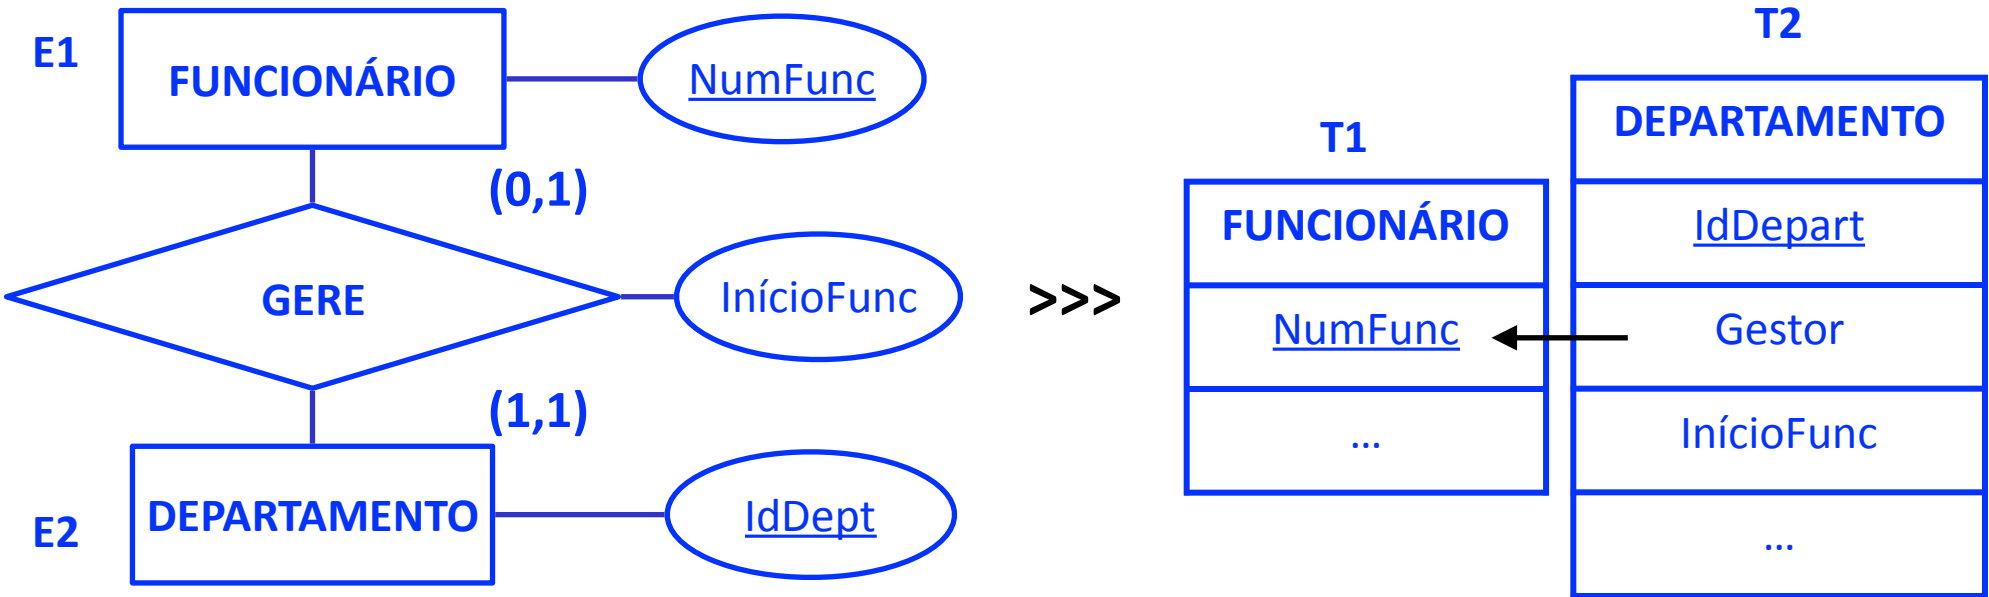 E1
FUNCIONÁRIO
NumFunc
(0,1)
GERE
InícioFunc
(1,1)
E2
DEPARTAMENTO
IdDept
>>>
T1
FUNCIONÁRIO
NumFunc
...
T2
DEPARTAMENTO
IdDepart
Gestor
InícioFunc
...